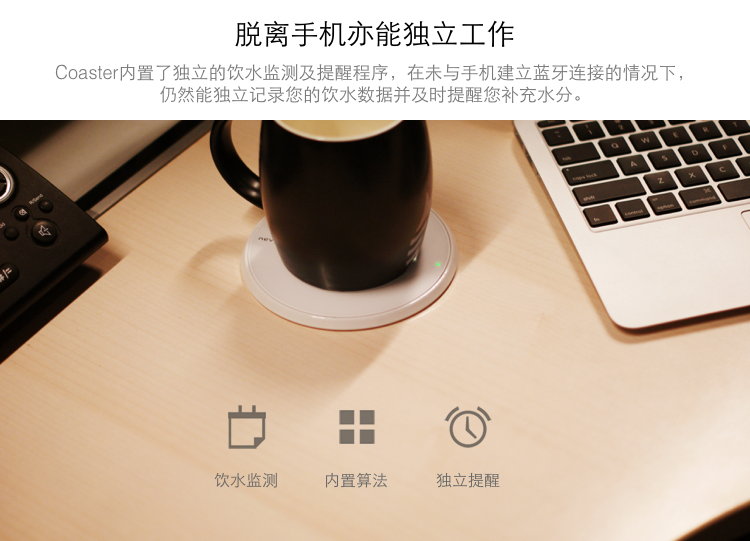 脱离手机亦能独立工作
Coaster内置了独立的饮水监测及提醒程序，在未与手机建立蓝牙连接的情况下，
仍然能独立记录您的饮水数据并及时提醒您补充水分。
饮水监测
内置算法
独立提醒